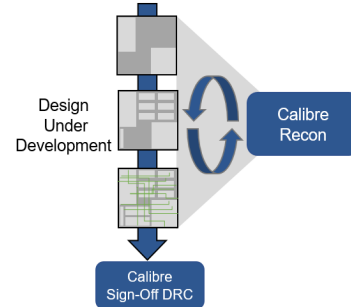 Design
Under
Development
Calibre
Recon
Calibre
Sign-Off DRC